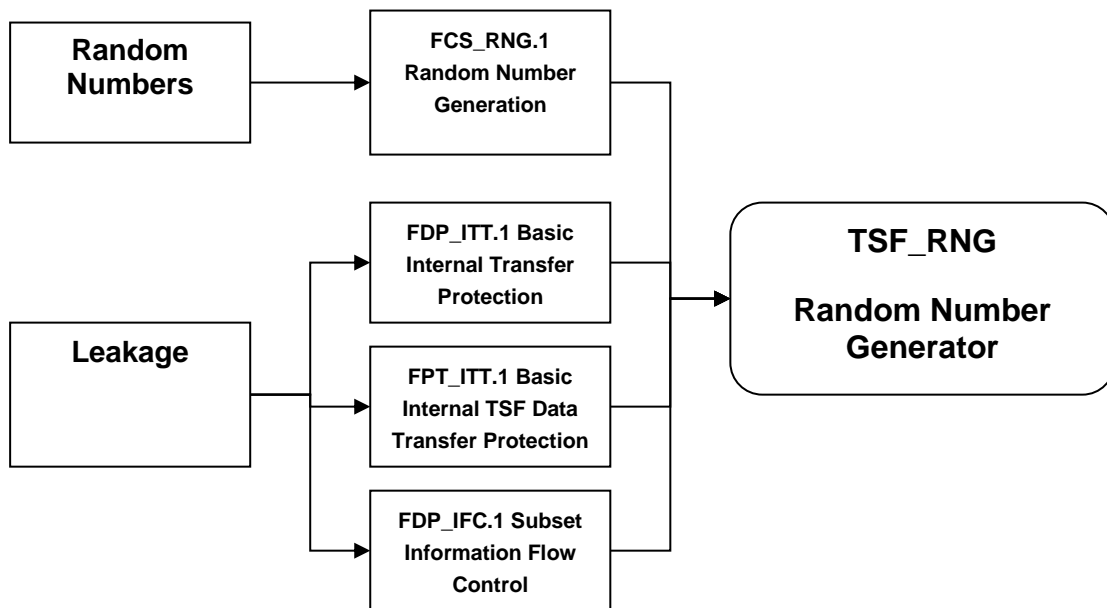 Random
Numbers
FCS_RNG.1
Random Number
Generation
FDP_ITT.1 Basic
Internal Transfer
Protection
Leakage
FPT_ITT.1 Basic
Internal TSF Data
Transfer Protection
FDP_IFC.1 Subset
Information Flow
Control
TSF_RNG
Random Number
Generator